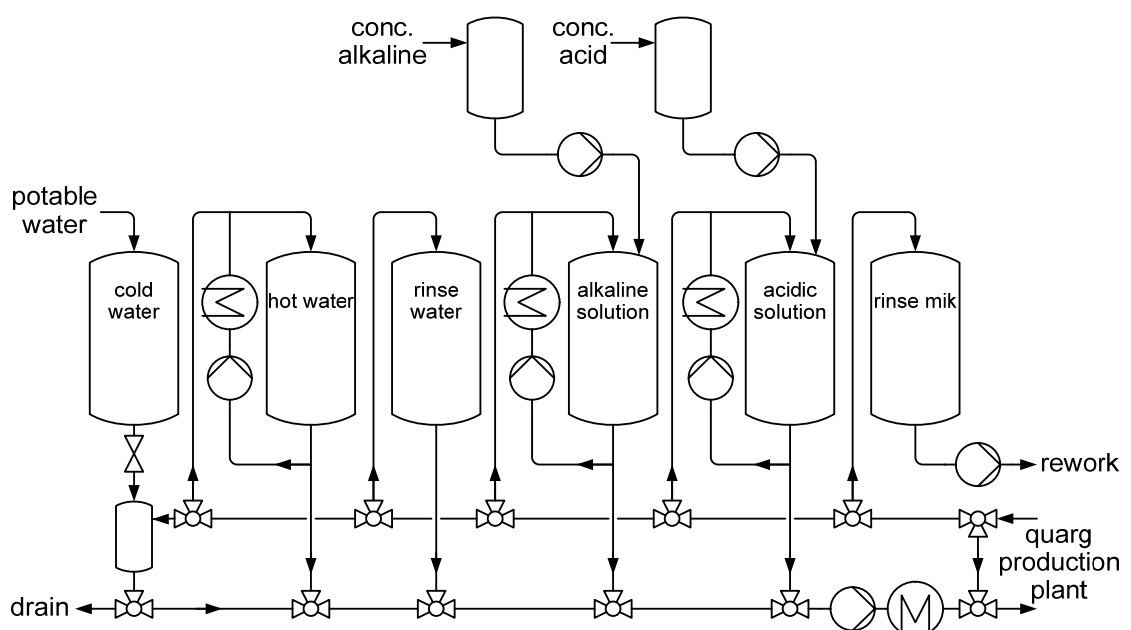 conc.
alkaline
conc.
acid
potable
water
cold
water
hot water
rinse
water
alkaline
solution
acidic
solution
rinse mik
rework
quarg
production
plant
drain